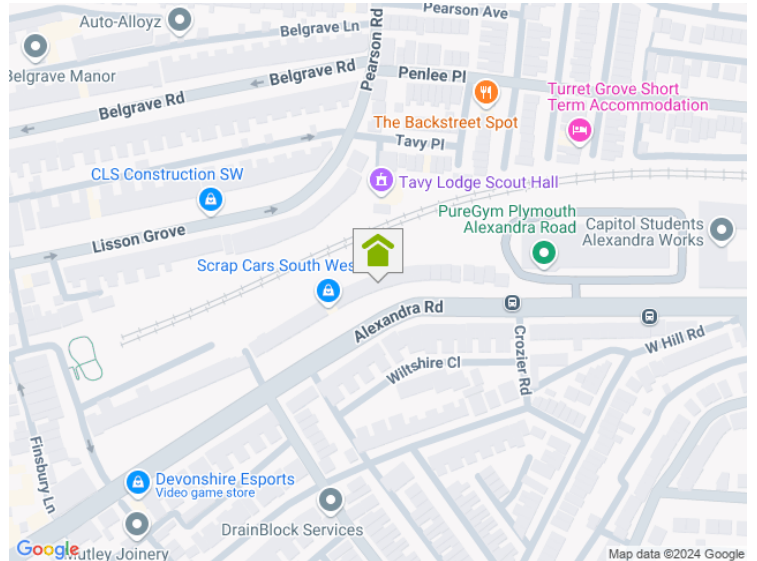 Pearson Ave
Auto-Alloyz
Belgrave Ln
Pearson Rd
Belgrave Manor
Belgrave Rd
Penlee Pl
Belgrave Rd
Turret Grove Short
Term Accommodation
The Backstreet Spot
Tavy Pl
CLS Construction SW
Tavy Lodge Scout Hall
PureGym Plymouth
Alexandra Road
Capitol Students
Alexandra Works
Lisson Grove
Scrap Cars South Wes
Alexandra Rd
Crozier Rd
W Hill Rd
Wiltshire Cl
Finsbury Ln
Devonshire Esports
Video game store
DrainBlock Services
Google
Mutley Joinery
Map data ©2024 Google